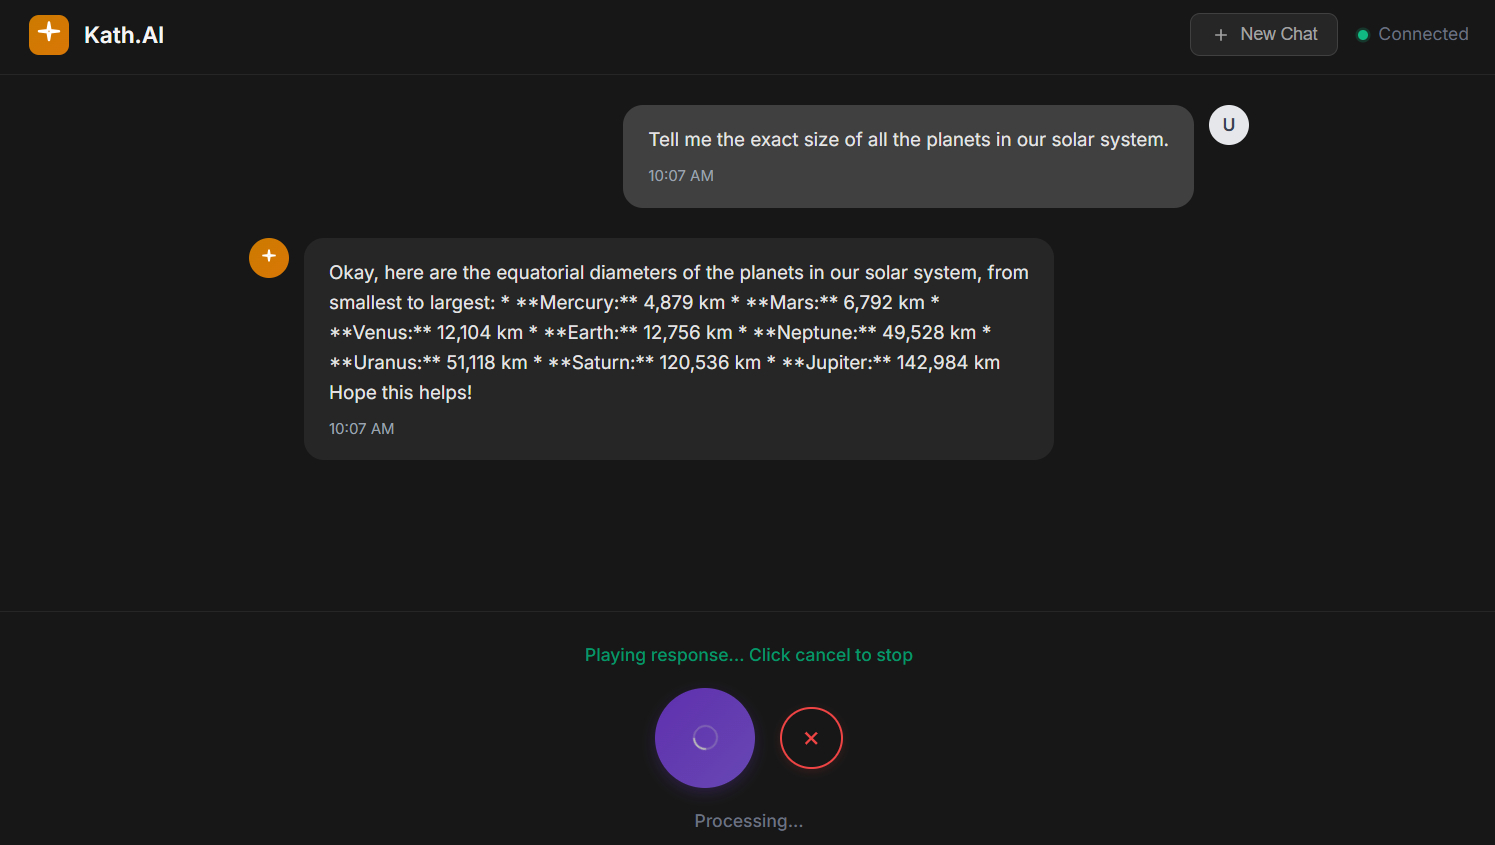 Kath.AI
+ New Chat
Connected
Tell me the exact size of all the planets in our solar system.
U
10:07 AM
Okay, here are the equatorial diameters of the planets in our solar system, from
smallest to largest: * **Mercury:** 4,879 km * **Mars:** 6,792 km *
**Venus:** 12,104 km * **Earth:** 12,756 km * **Neptune:** 49,528 km *
**Uranus:** 51,118 km * **Saturn:** 120,536 km * **Jupiter:** 142,984 km
Hope this helps!
10:07 AM
Playing response... Click cancel to stop
Processing...